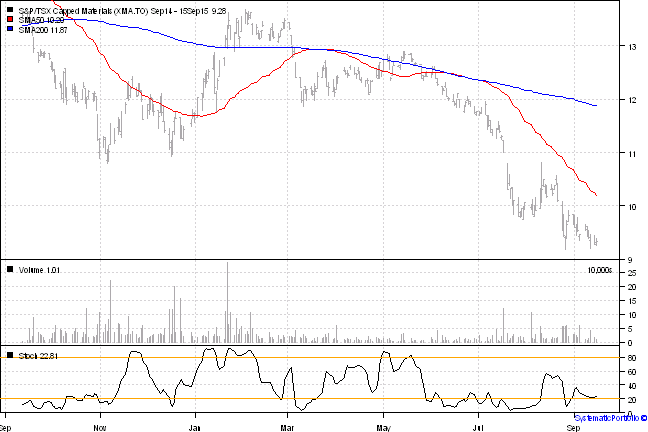 S&P/TSX Capped Materials (XMA.TO) Sep14 - 15Sep15 9.28
SMA50 10.20
SMA200 11.87
13
12
11
10
9
Volume 1.01
10,000s
25
20
15
10
5
0
Stoch 22.81
80
60
40
20
0
Sep Nov Jan Mar May Jul Sep
SystematicPortfolio ©